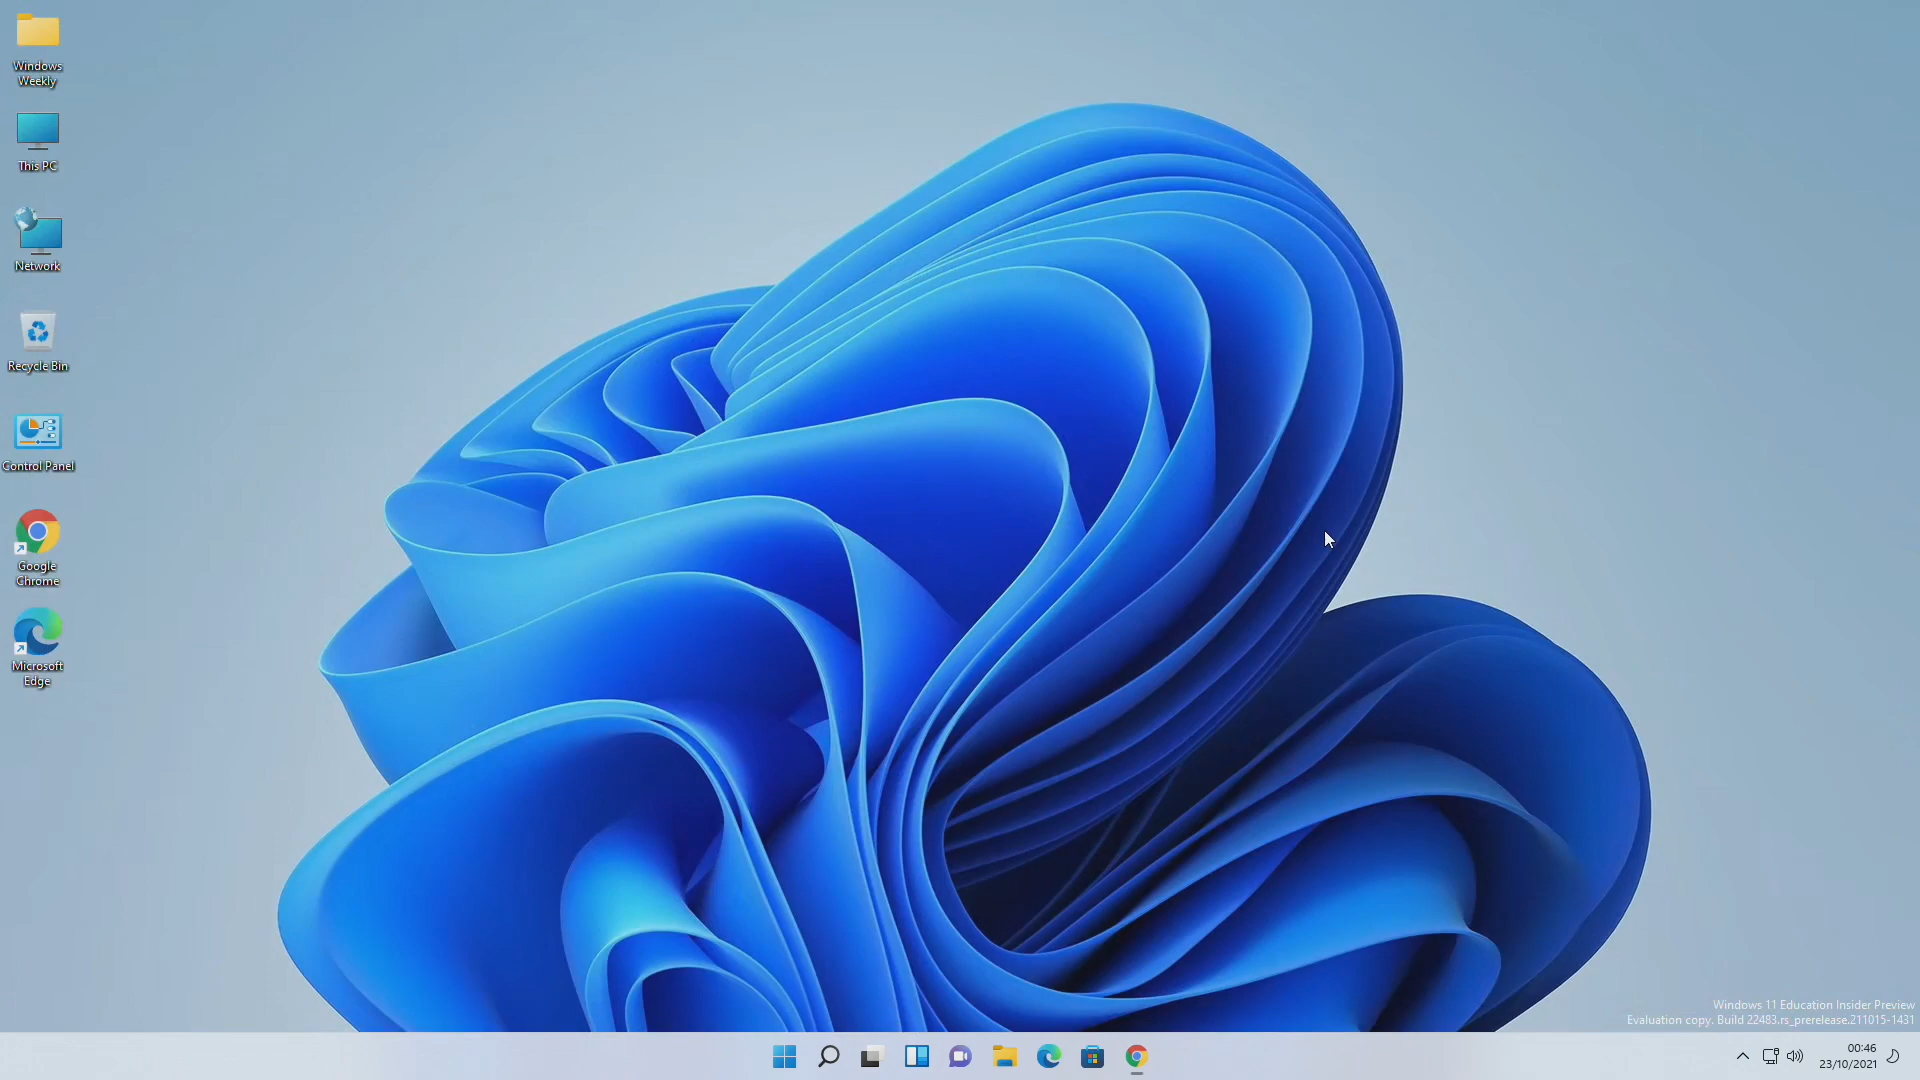 Windows
Weekly
This PC
Network
Recycle Bin
Control Panel
Google
Chrome
Microsoft
Edge
Windows 11 Education Insider Preview
Evaluation copy. Build 22483.rs_prerelease.211015-1431
00:46
23/10/2021